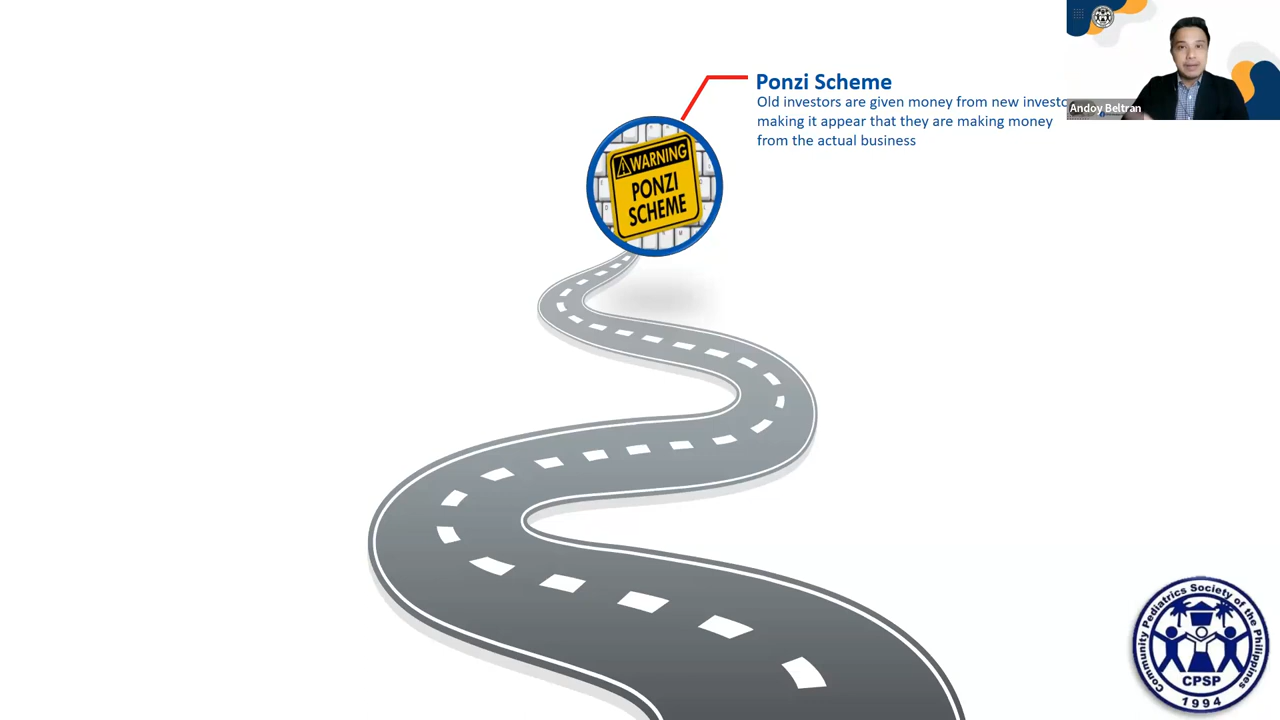 Ponzi Scheme
Old investors are given money from new
making it appear that they are making money
from the actual business
Andoy Beltran
WARNING
PONZI
SCHEME
Community Pediatrics Society of the Philippines
CPSP
1994